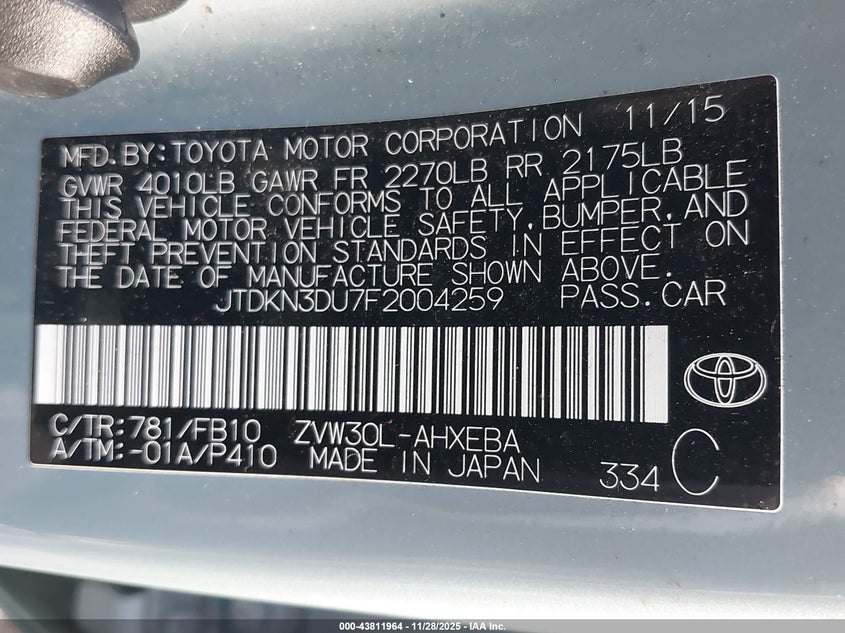 MFD. BY: TOYOTA MOTOR CORPORATION 11/15
GVWR 4010LB GAWR FR 2270LB RR 2175LB
THIS VEHICLE CONFORMS TO ALL APPLICABLE
FEDERAL MOTOR VEHICLE SAFETY, BUMPER, AND
THEFT PREVENTION STANDARDS IN EFFECT ON
THE DATE OF MANUFACTURE SHOWN ABOVE.
JTDKN3DU7F2004259 PASS. CAR
C/TR: 781/FB10 ZVW30L-AHXEBA
A/TM: -01A/P410 MADE IN JAPAN 334 C
000-43811964 - 11/28/2025 - IAA Inc.